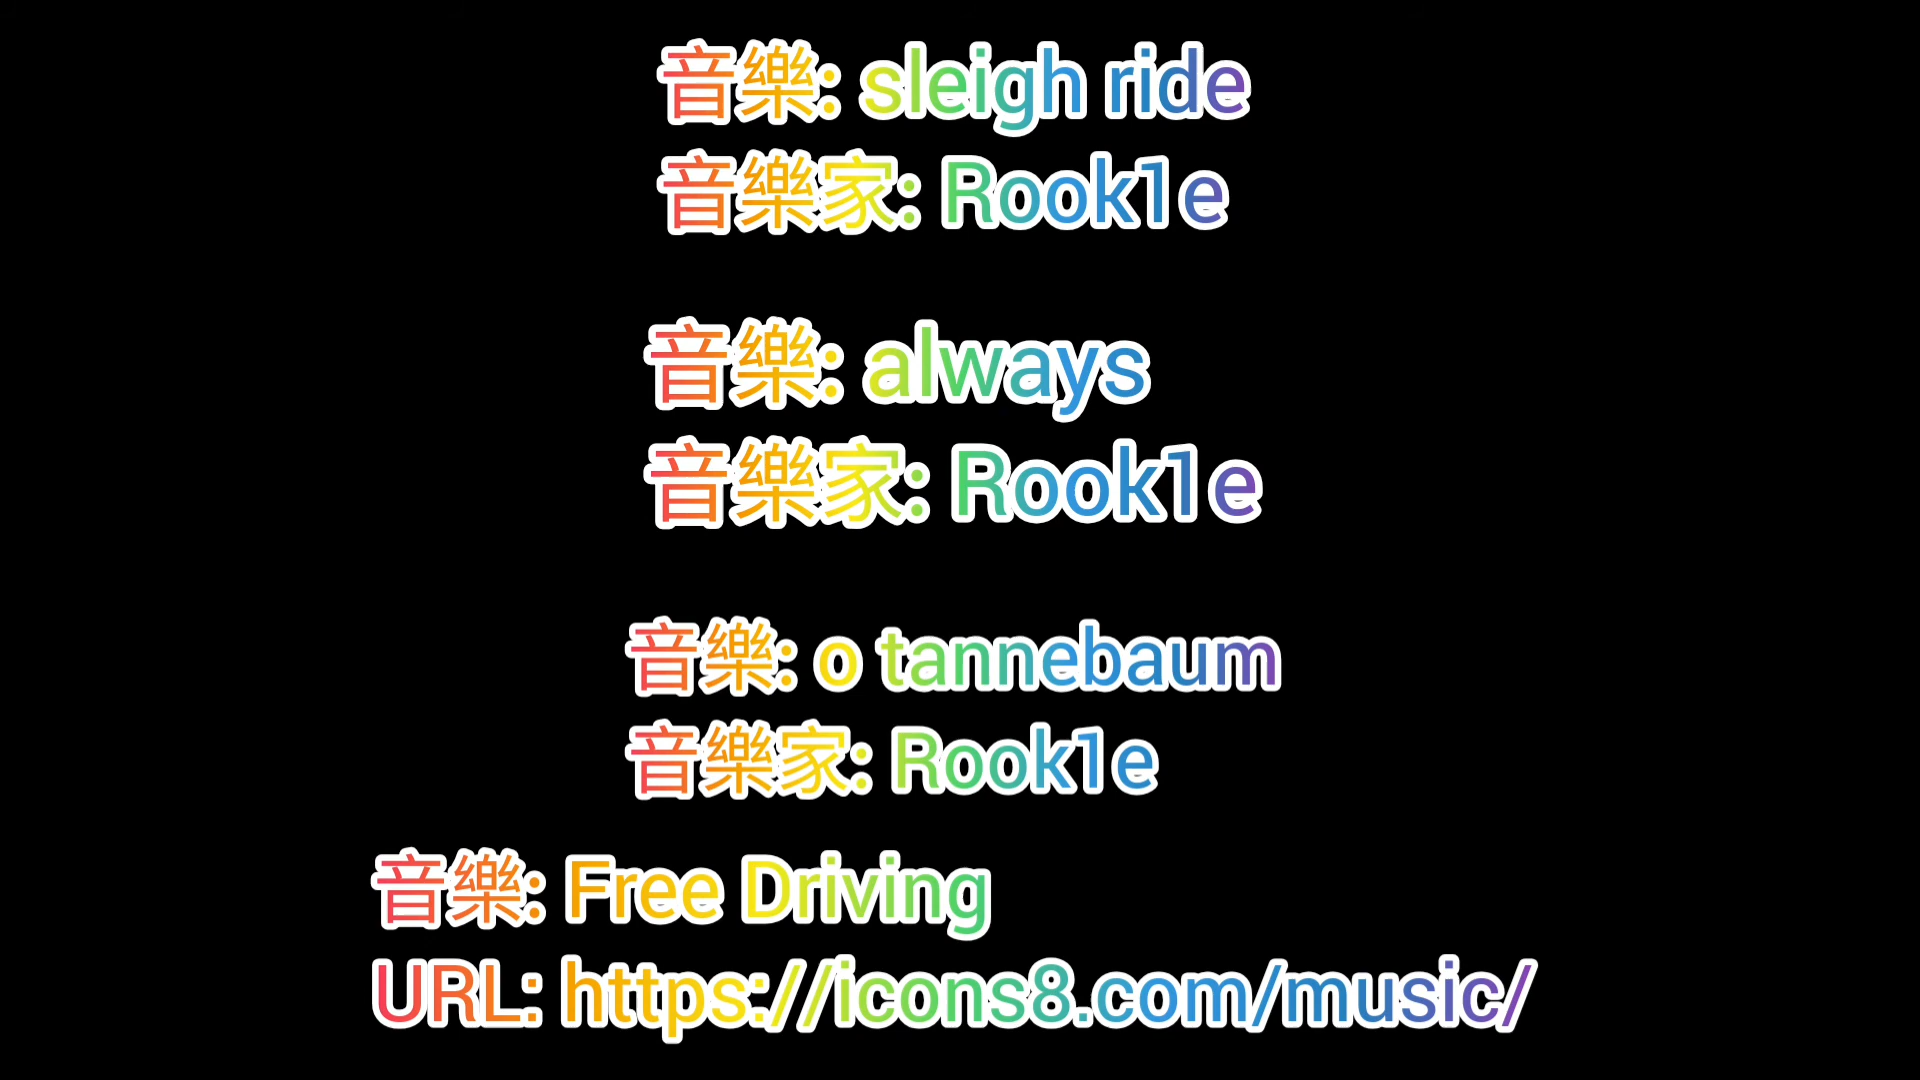 音樂: sleigh ride
音樂家: Rook1e
音樂: always
音樂家: Rook1e
音樂: o tannebaum
音樂家: Rook1e
音樂: Free Driving
URL: https://icons8.com/music/